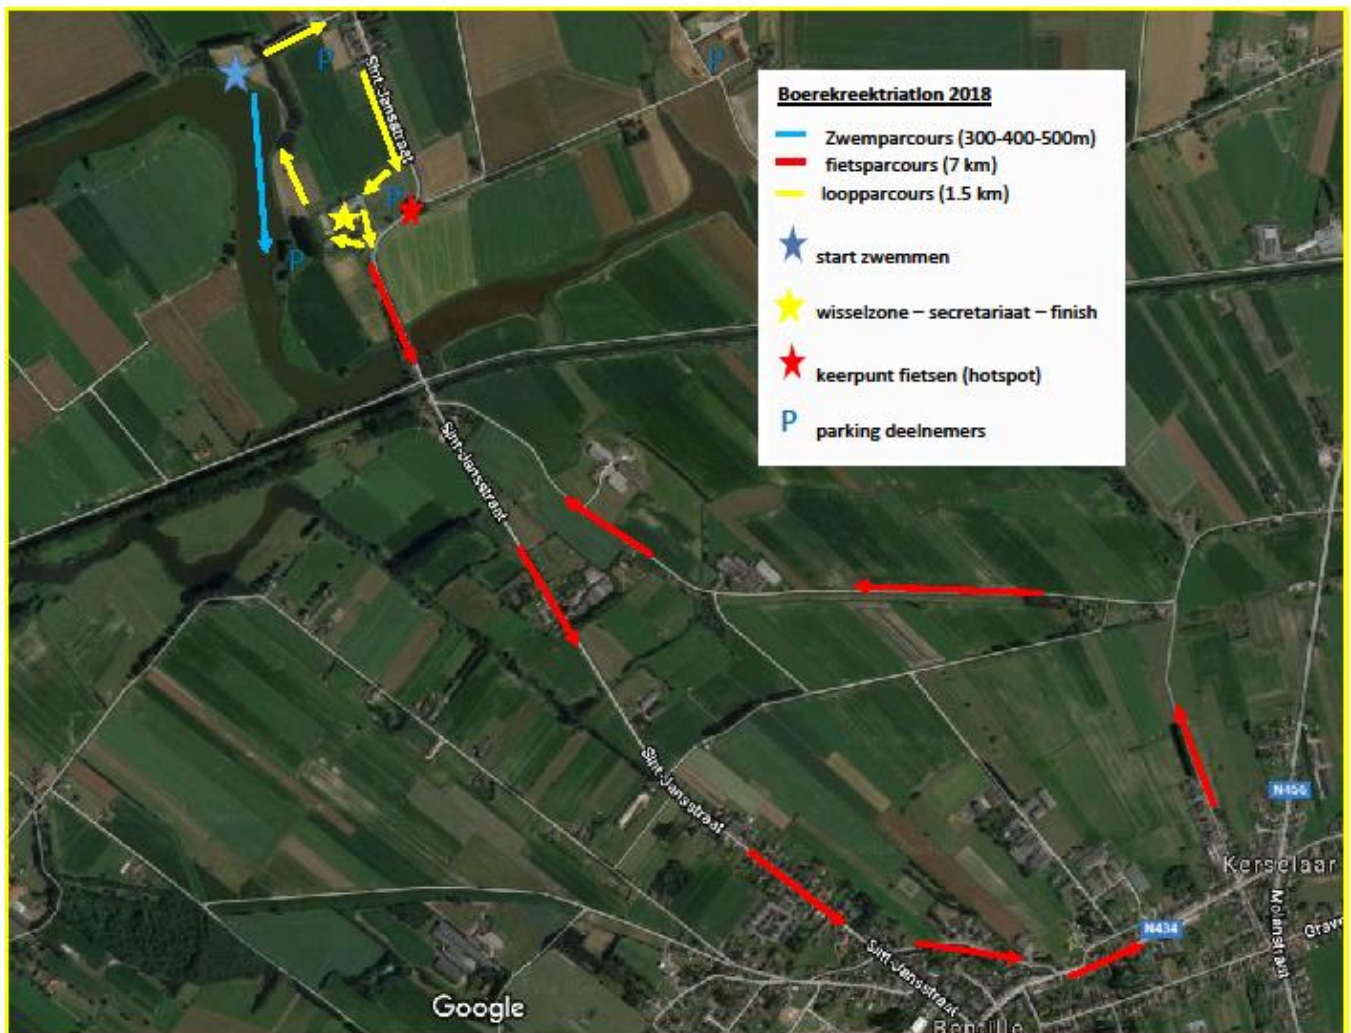 P
P
Sint-Jansstraat
Boerekreektriatlon 2018
Zwemparcours (300-400-500m)
fietsparcours (7 km)
loopparcours (1.5 km)
start zwemmen
wisselzone – secretariaat – finish
keerpunt fietsen (hotspot)
P parking deelnemers
P
P
Sint-Jansstraat
Sint-Jansstraat
N456
Kerselaar
Molenstraat
N434
Sint-Jansstraat
Google